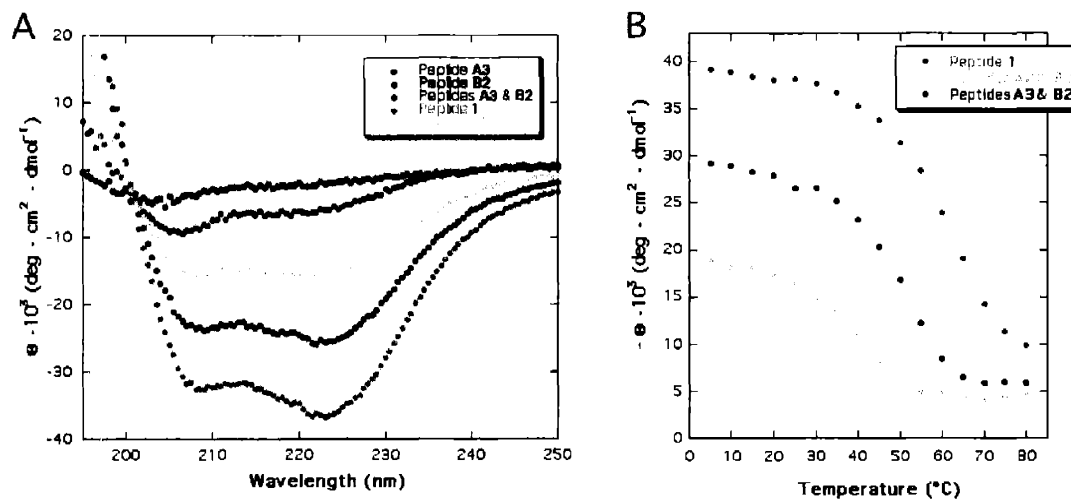 A
20
10
0
-10
-20
-30
-40
200
210
220
230
240
250
Wavelength (nm)
Θ · 10³ (deg · cm² · dmol⁻¹)
Peptide A3
Peptide B2
Peptides A3 & B2
Peptide 1
B
40
35
30
25
20
15
10
5
0
0
10
20
30
40
50
60
70
80
Temperature (°C)
- Θ · 10³ (deg · cm² · dmol⁻¹)
Peptide 1
Peptides A3 & B2